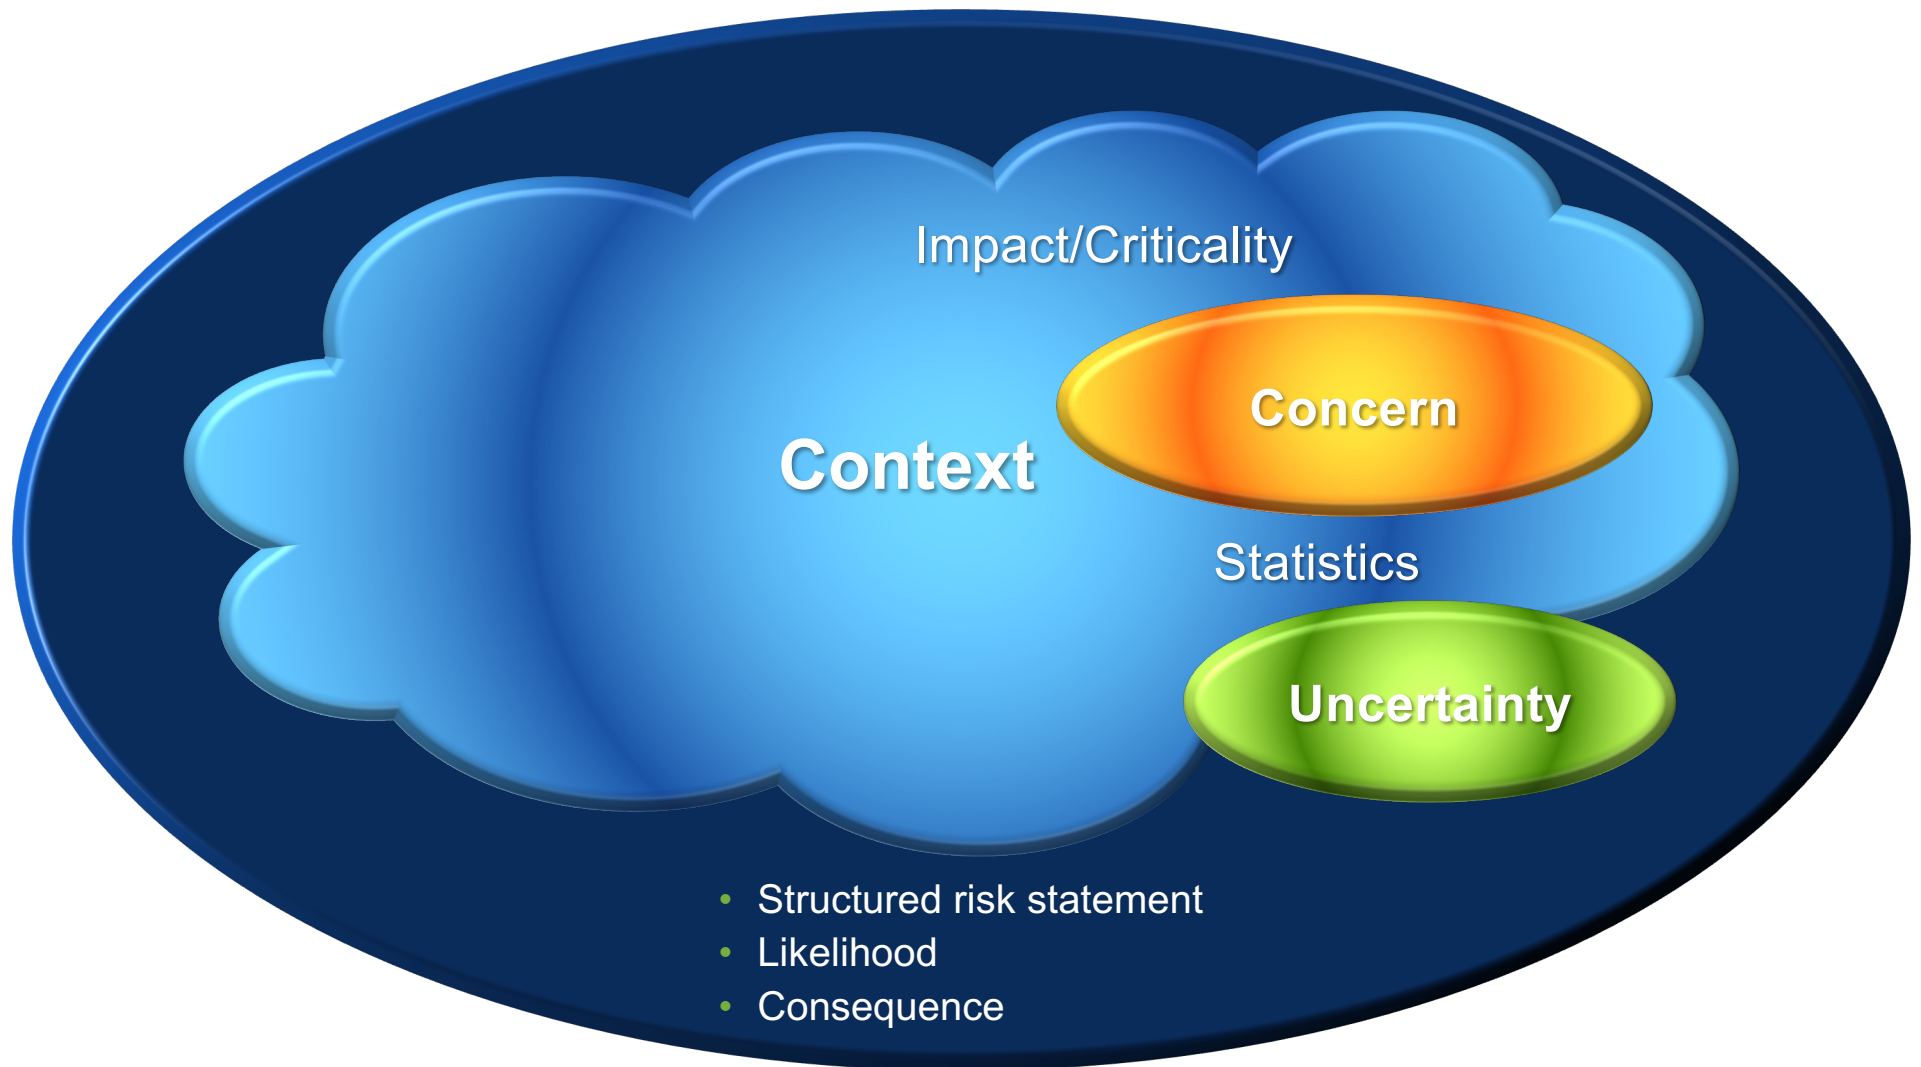 Impact/Criticality
Concern
Context
Statistics
Uncertainty
• Structured risk statement
• Likelihood
• Consequence